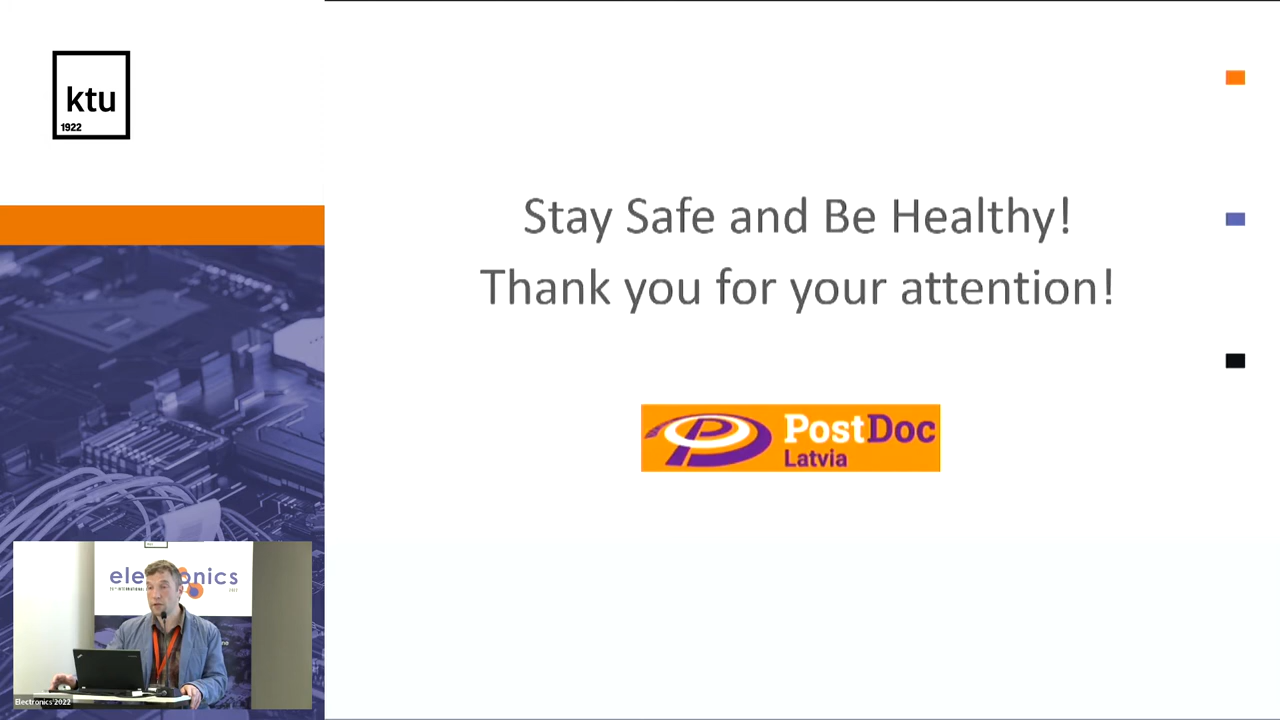 ktu
1922
Stay Safe and Be Healthy!
Thank you for your attention!
PostDoc
Latvia
Electronics'2022